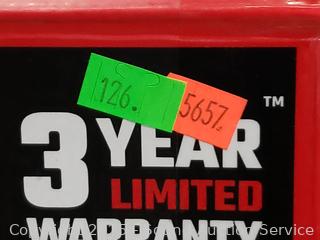 126.
5657.
3 YEAR ™
LIMITED
WARRANTY